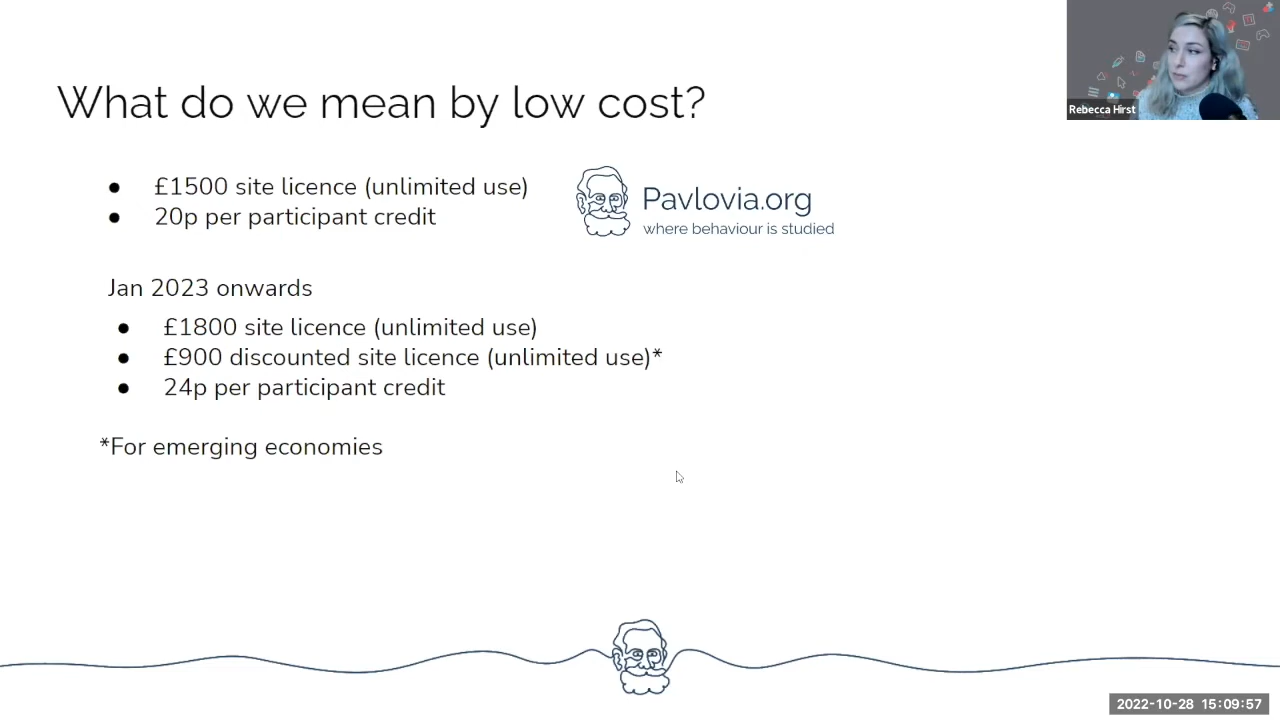 What do we mean by low cost?
Rebecca Hirst
● £1500 site licence (unlimited use)
● 20p per participant credit
Pavlovia.org
where behaviour is studied
Jan 2023 onwards
● £1800 site licence (unlimited use)
● £900 discounted site licence (unlimited use)*
● 24p per participant credit
*For emerging economies
2022-10-28 15:09:57